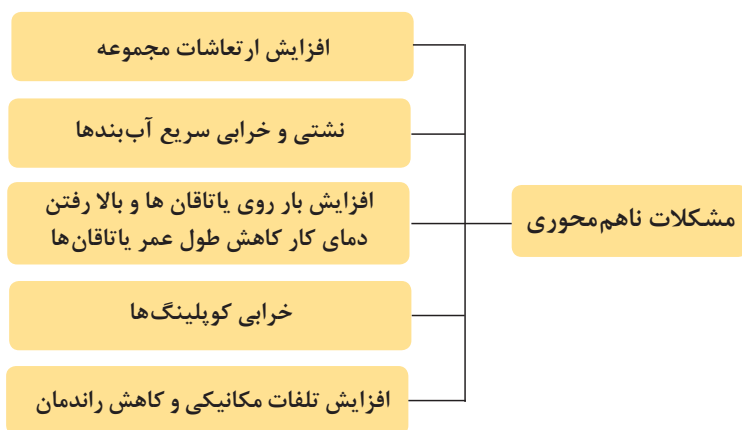 مشکلات ناهم‌محوری
افزایش ارتعاشات مجموعه
نشتی و خرابی سریع آب‌بندها
افزایش بار روی یاتاقان ها و بالا رفتن
دمای کار کاهش طول عمر یاتاقان‌ها
خرابی کوپلینگ‌ها
افزایش تلفات مکانیکی و کاهش راندمان